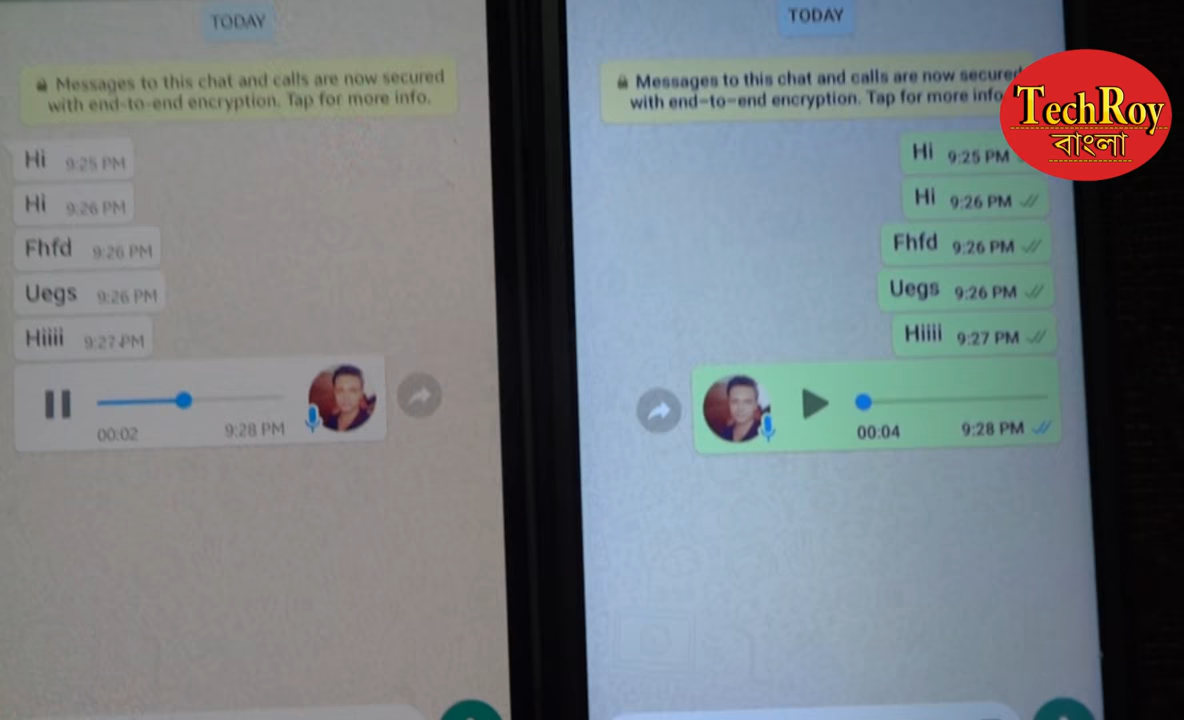 TODAY
Messages to this chat and calls are now secured
with end-to-end encryption. Tap for more info.
Hi 9:25 PM
Hi 9:26 PM
Fhfd 9:26 PM
Uegs 9:26 PM
Hiiii 9:27 PM
00:02 9:28 PM
TODAY
Messages to this chat and calls are now secured
with end-to-end encryption. Tap for more info
Hi 9:25 PM
Hi 9:26 PM
Fhfd 9:26 PM
Uegs 9:26 PM
Hiiii 9:27 PM
00:04 9:28 PM
TechRoy
বাংলা